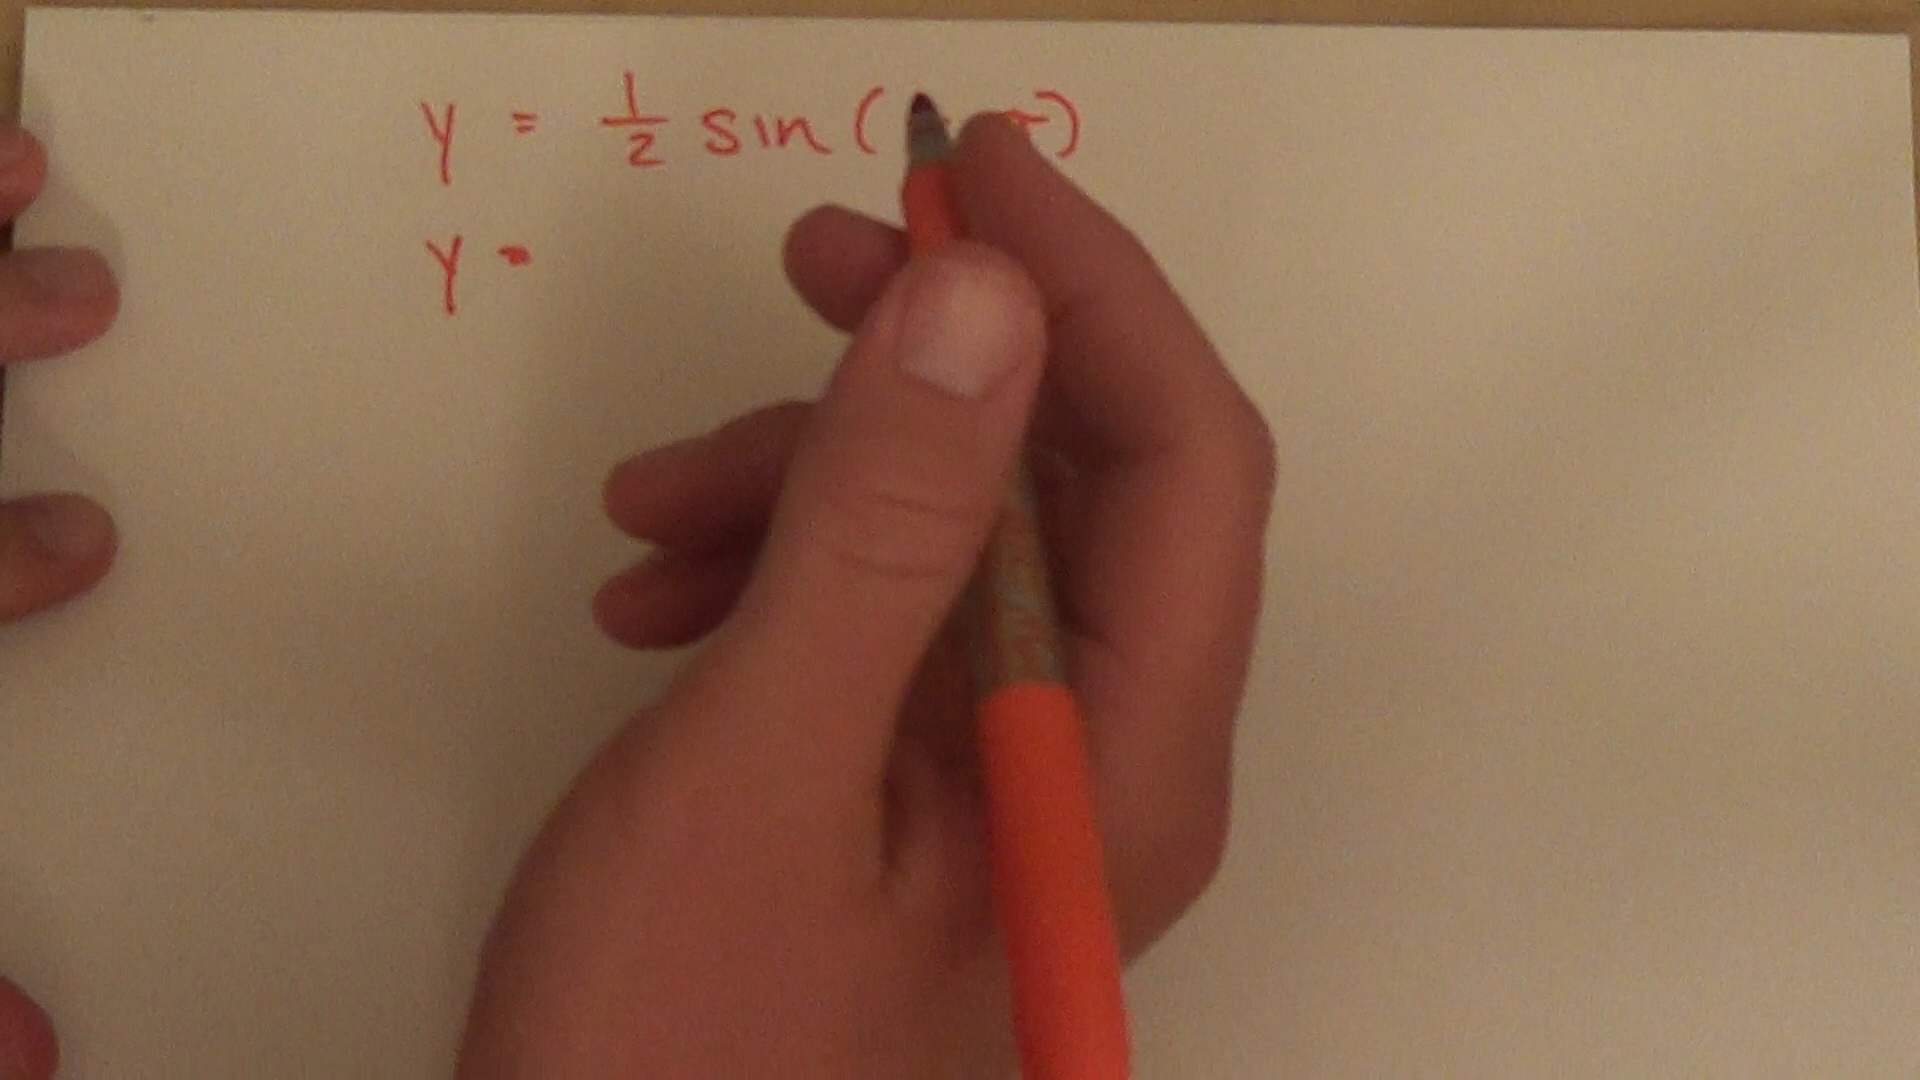 y = 1/2 sin ( )
y =